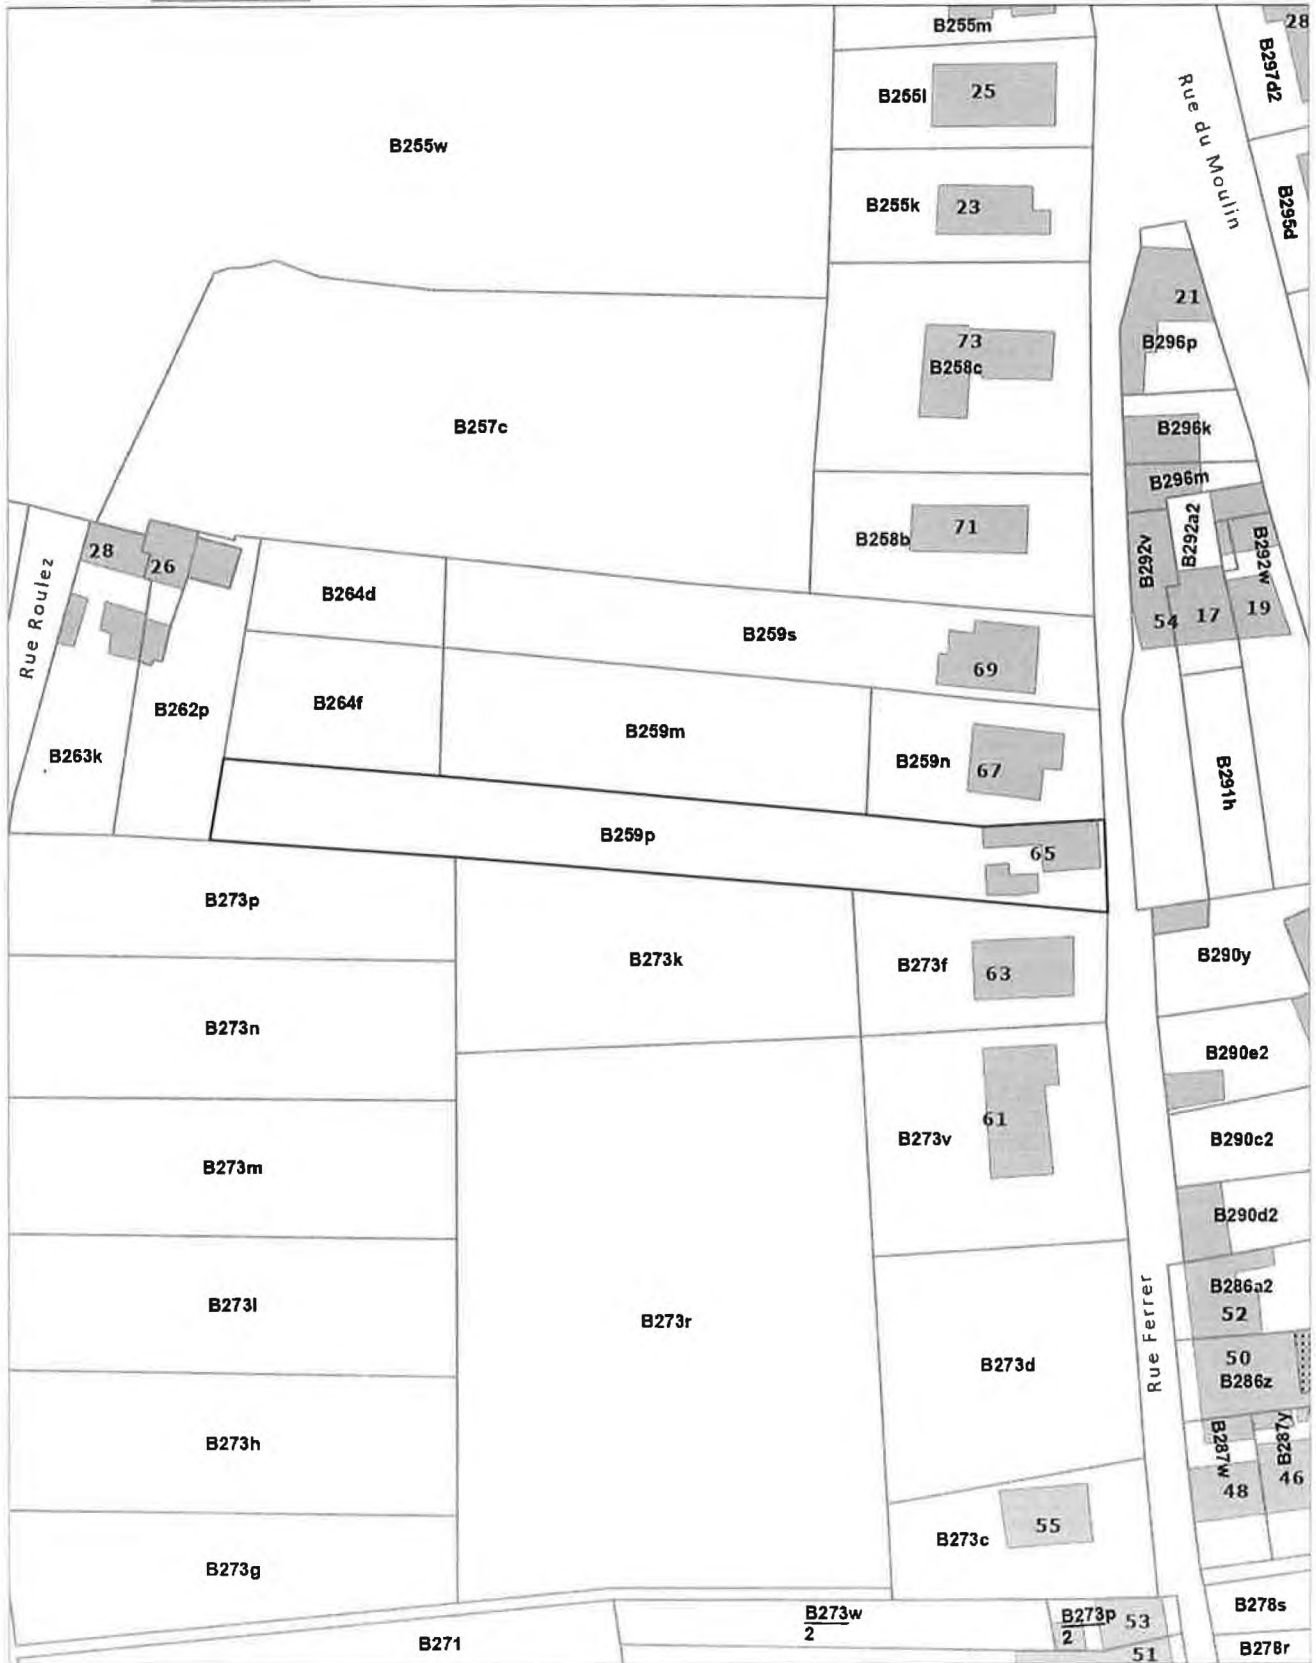 B255m
28
B297d2
Rue du Moulin
B255l
25
B255w
B255k
23
B295d
21
73
B296p
B258c
B257c
B296k
B296m
B258b
71
B292v
B292a2
B292w
28
26
Rue Roulez
B264d
B259s
54
17
19
69
B264f
B262p
B259m
B263k
B259n
67
B291h
B259p
65
B273p
B273k
B273f
63
B290y
B273n
B290e2
61
B273v
B290c2
B273m
B290d2
B273l
B273r
Rue Ferrer
B286a2
52
B273d
50
B286z
B273h
B287w
B287y
48
46
B273c
55
B273g
B273w
2
B273p
2
53
B278s
B271
51
B278r